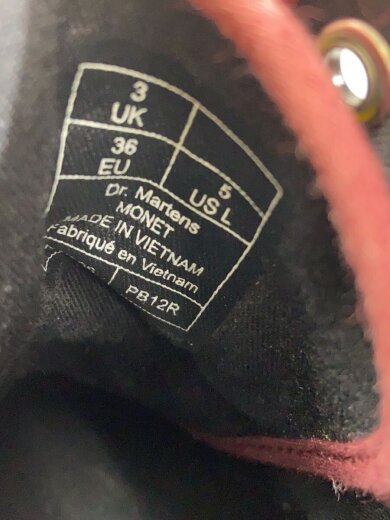 3
UK
36
EU
5
US L
Dr. Martens
MONET
MADE IN VIETNAM
Fabriqué en Vietnam
PB12R